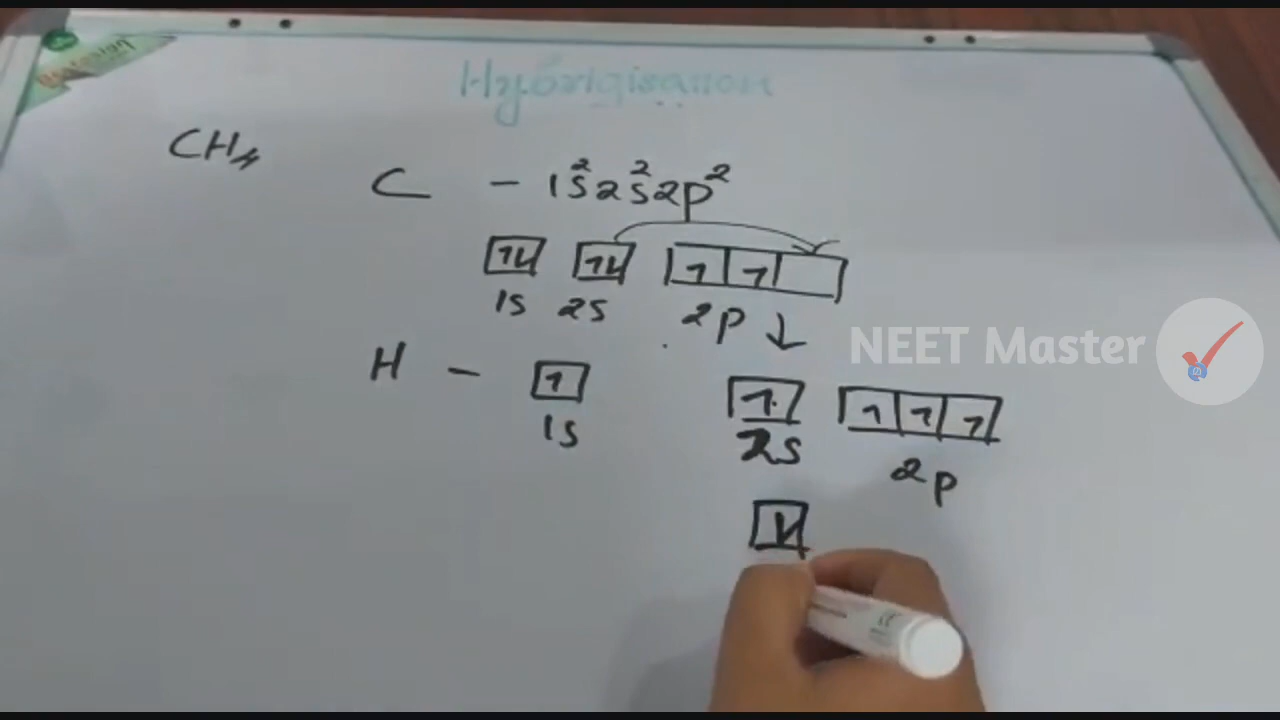 Hybridisation
CH4
C - 1s²2s²2p²
1s 2s 2p
H -
1s
2s 2p
NEET Master